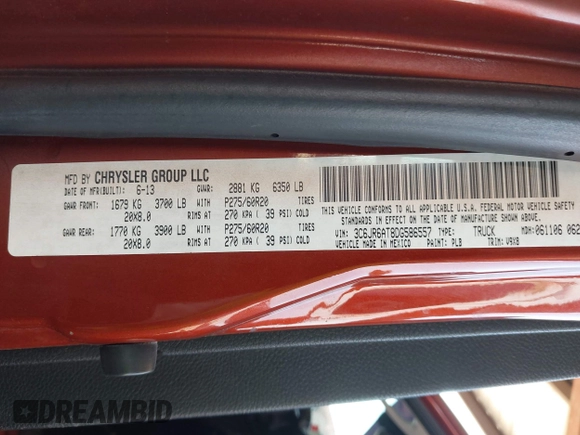 MFD BY CHRYSLER GROUP LLC
DATE OF MFR(BUILT): 6-13 GVWR: 2881 KG 6350 LB
GAWR FRONT: 1679 KG 3700 LB WITH P275/60R20 TIRES
20X8.0 RIMS AT 270 KPA ( 39 PSI) COLD
GAWR REAR: 1770 KG 3900 LB WITH P275/60R20 TIRES
20X8.0 RIMS AT 270 KPA ( 39 PSI) COLD
THIS VEHICLE CONFORMS TO ALL APPLICABLE U.S.A. FEDERAL MOTOR VEHICLE SAFETY
STANDARDS IN EFFECT ON THE DATE OF MANUFACTURE SHOWN ABOVE.
VIN: 3C6JR6AT8DG586557 TYPE: TRUCK MDH: 061106 062
VEHICLE MADE IN MEXICO PAINT: PLB TRIM: V9X8
DREAMBID